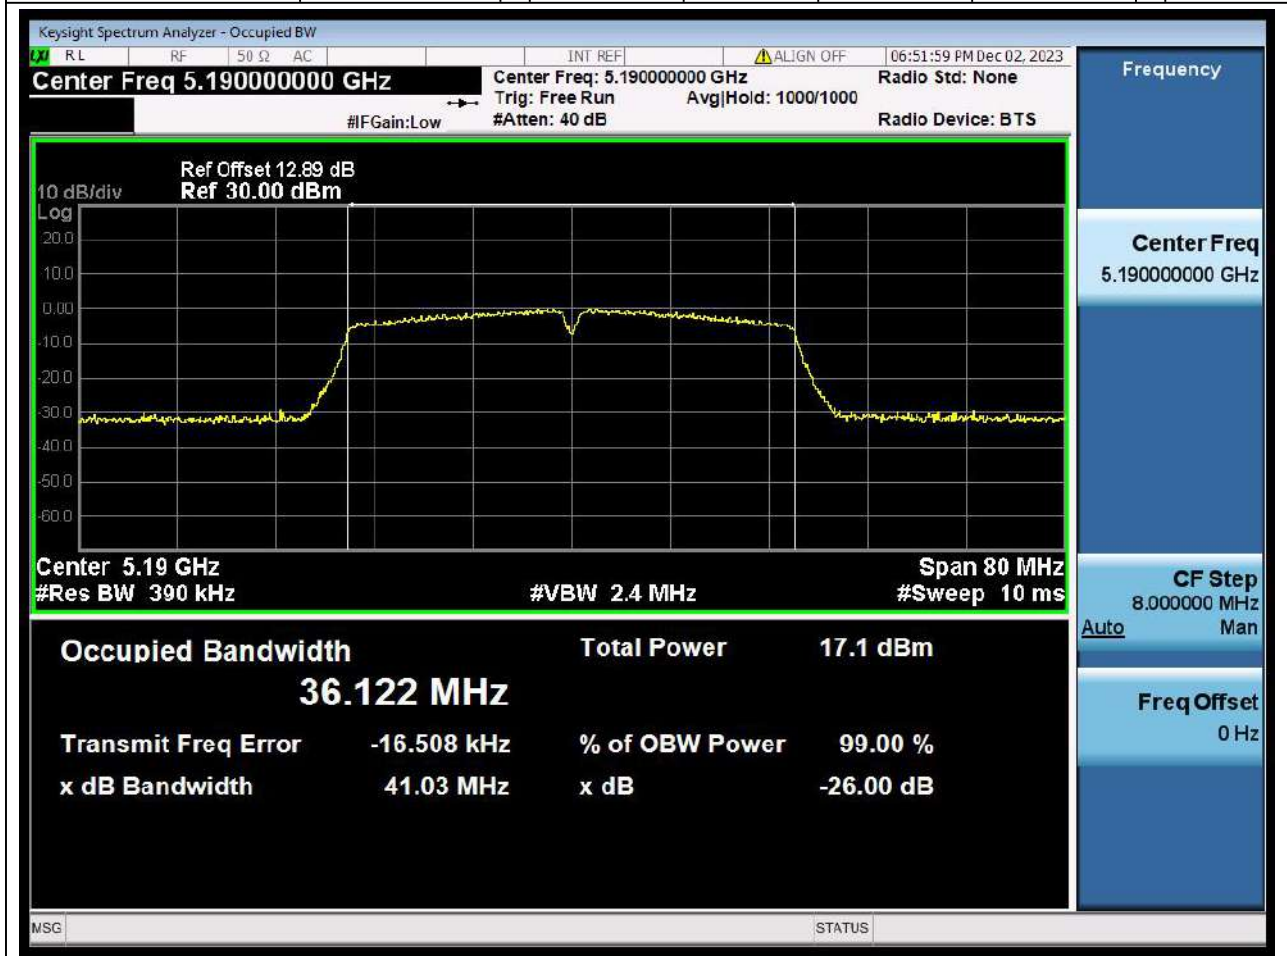 Keysight Spectrum Analyzer - Occupied BW
LXI RL RF 50 Ω AC INT REF ALIGN OFF 06:51:59 PM Dec 02, 2023
Center Freq 5.190000000 GHz
Center Freq: 5.190000000 GHz
Radio Std: None
Trig: Free Run Avg|Hold: 1000/1000
#IFGain:Low
#Atten: 40 dB
Radio Device: BTS
Ref Offset 12.89 dB
10 dB/div Ref 30.00 dBm
Log
20.0
10.0
0.00
-10.0
-20.0
-30.0
-40.0
-50.0
-60.0
Center 5.19 GHz Span 80 MHz
#Res BW 390 kHz #VBW 2.4 MHz #Sweep 10 ms
Occupied Bandwidth Total Power 17.1 dBm
36.122 MHz
Transmit Freq Error -16.508 kHz % of OBW Power 99.00 %
x dB Bandwidth 41.03 MHz x dB -26.00 dB
MSG STATUS
Frequency
Center Freq
5.190000000 GHz
CF Step
8.000000 MHz
Auto Man
Freq Offset
0 Hz